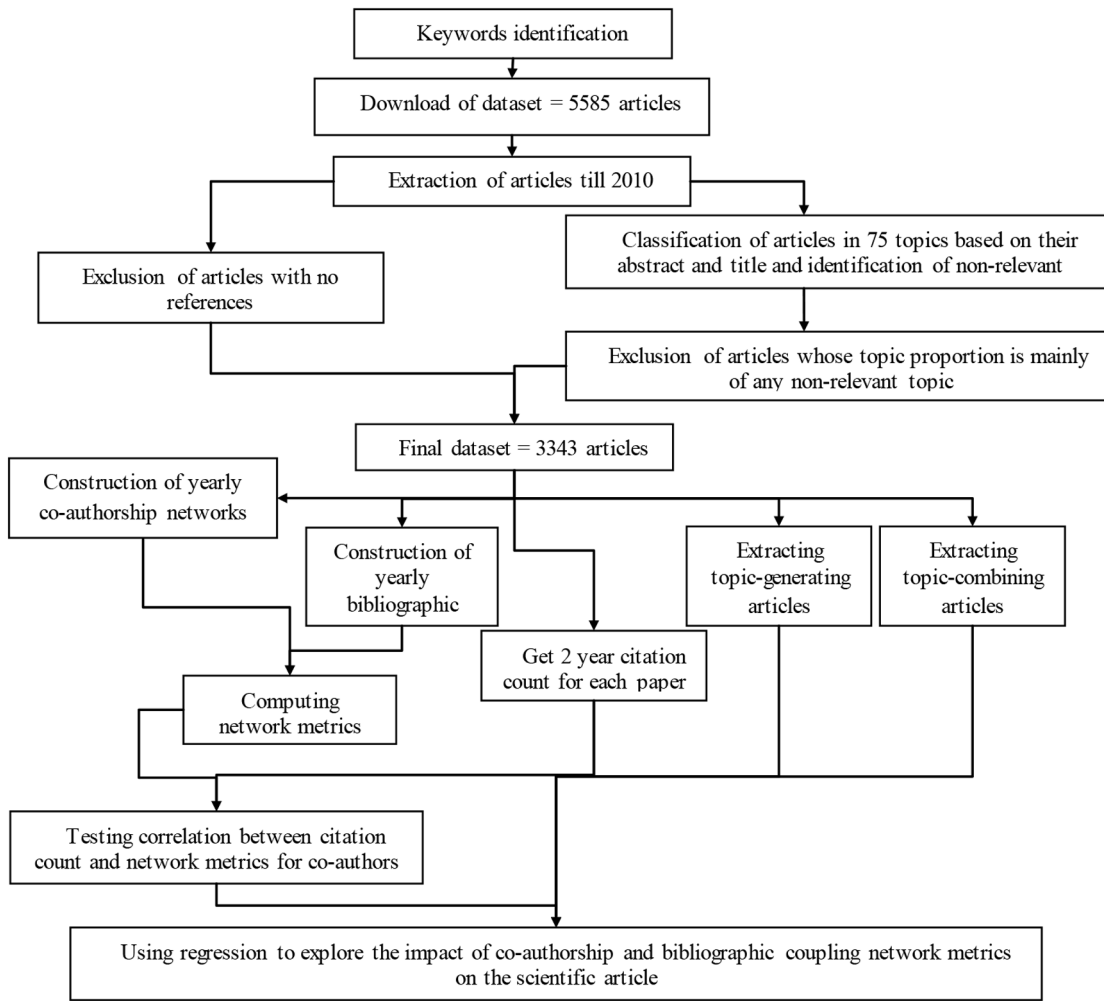 Keywords identification
Download of dataset = 5585 articles
Extraction of articles till 2010
Classification of articles in 75 topics based on their
abstract and title and identification of non-relevant
Exclusion of articles with no
references
Exclusion of articles whose topic proportion is mainly
of any non-relevant topic
Final dataset = 3343 articles
Construction of yearly
co-authorship networks
Construction of
yearly
bibliographic
Extracting
topic-generating
articles
Extracting
topic-combining
articles
Get 2 year citation
count for each paper
Computing
network metrics
Testing correlation between citation
count and network metrics for co-authors
Using regression to explore the impact of co-authorship and bibliographic coupling network metrics
on the scientific article